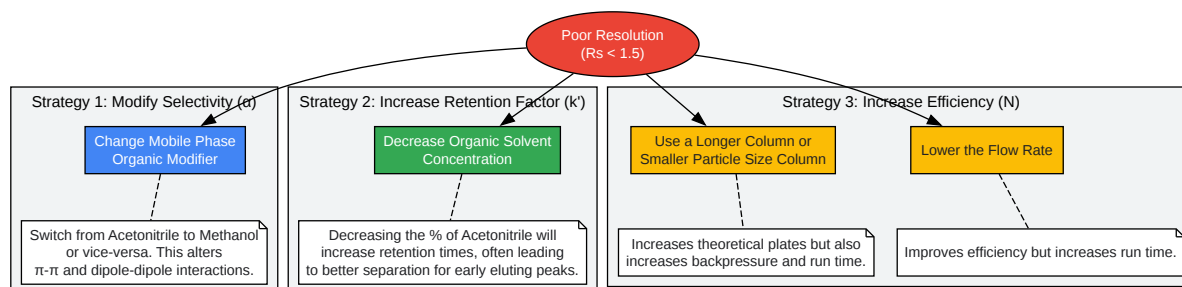 Poor Resolution
(Rs < 1.5)
Strategy 1: Modify Selectivity (α)
Change Mobile Phase
Organic Modifier
Switch from Acetonitrile to Methanol
or vice-versa. This alters
π-π and dipole-dipole interactions.
Strategy 2: Increase Retention Factor (k')
Decrease Organic Solvent
Concentration
Decreasing the % of Acetonitrile will
increase retention times, often leading
to better separation for early eluting peaks.
Strategy 3: Increase Efficiency (N)
Use a Longer Column or
Smaller Particle Size Column
Increases theoretical plates but also
increases backpressure and run time.
Lower the Flow Rate
Improves efficiency but increases run time.